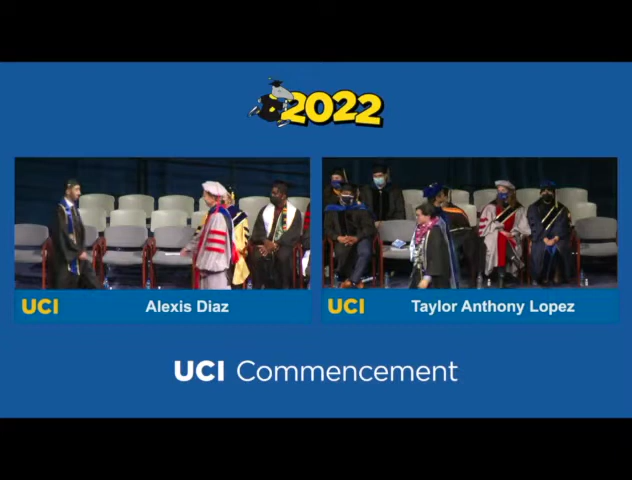 2022
UCI Alexis Diaz
UCI Taylor Anthony Lopez
UCI Commencement